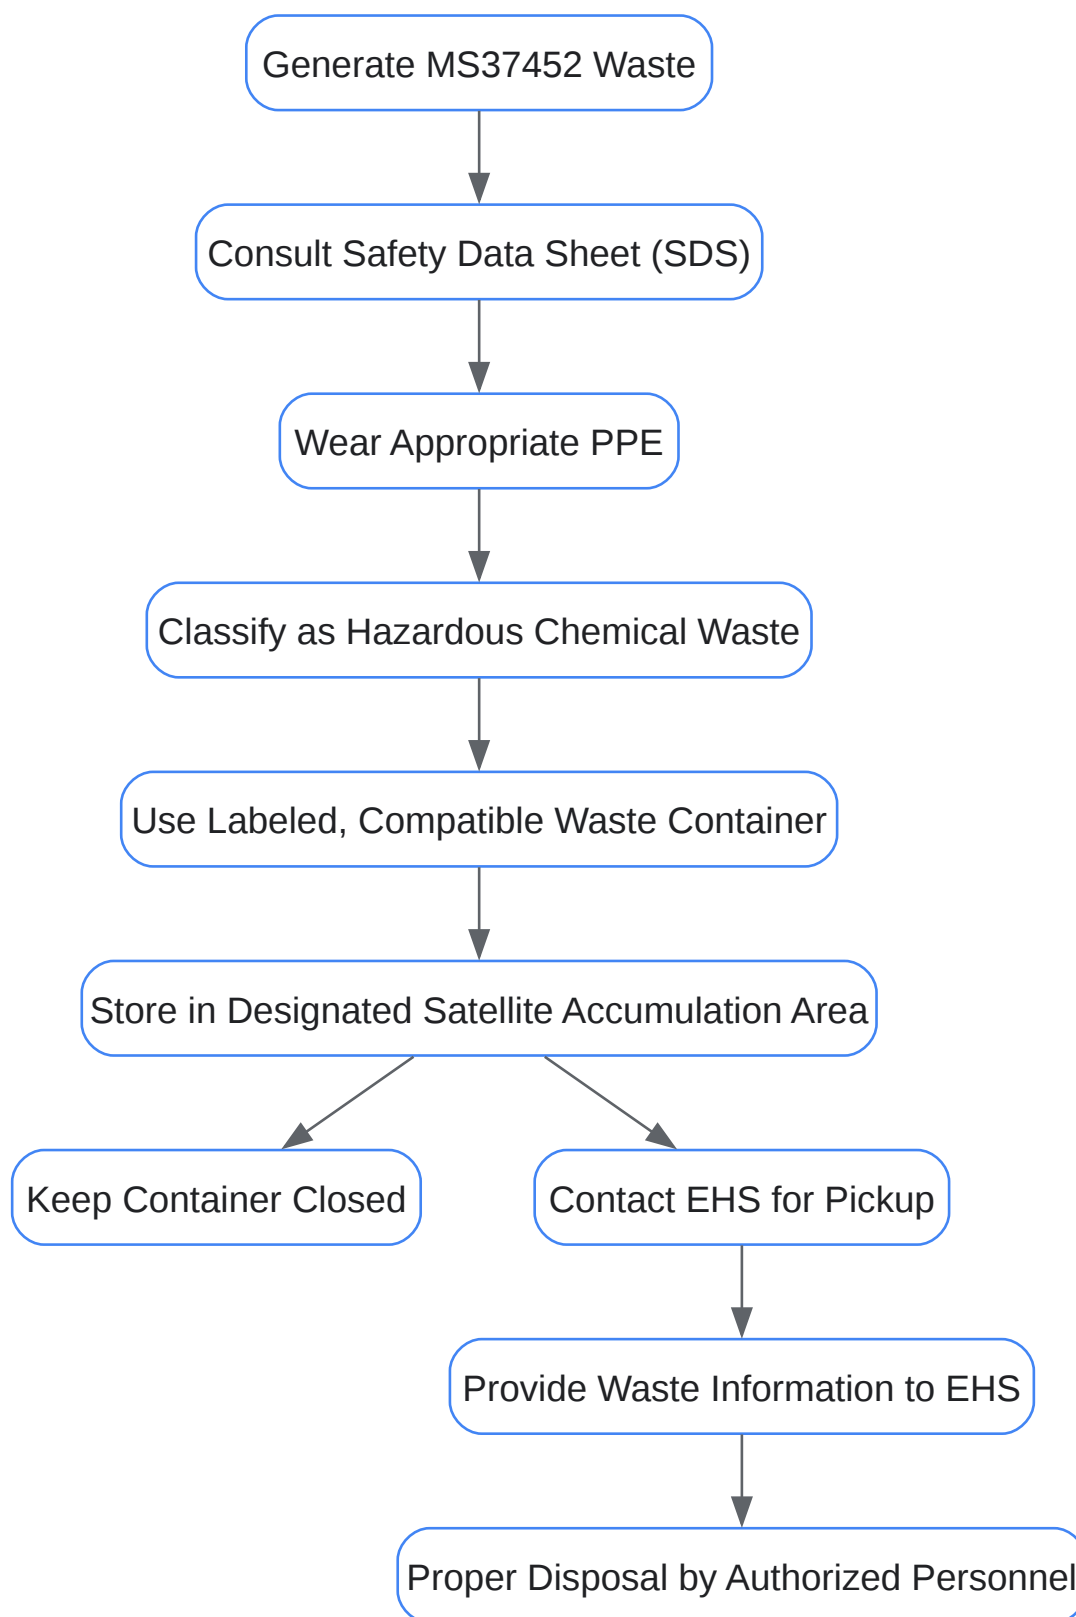 Generate MS37452 Waste
Consult Safety Data Sheet (SDS)
Wear Appropriate PPE
Classify as Hazardous Chemical Waste
Use Labeled, Compatible Waste Container
Store in Designated Satellite Accumulation Area
Keep Container Closed
Contact EHS for Pickup
Provide Waste Information to EHS
Proper Disposal by Authorized Personnel